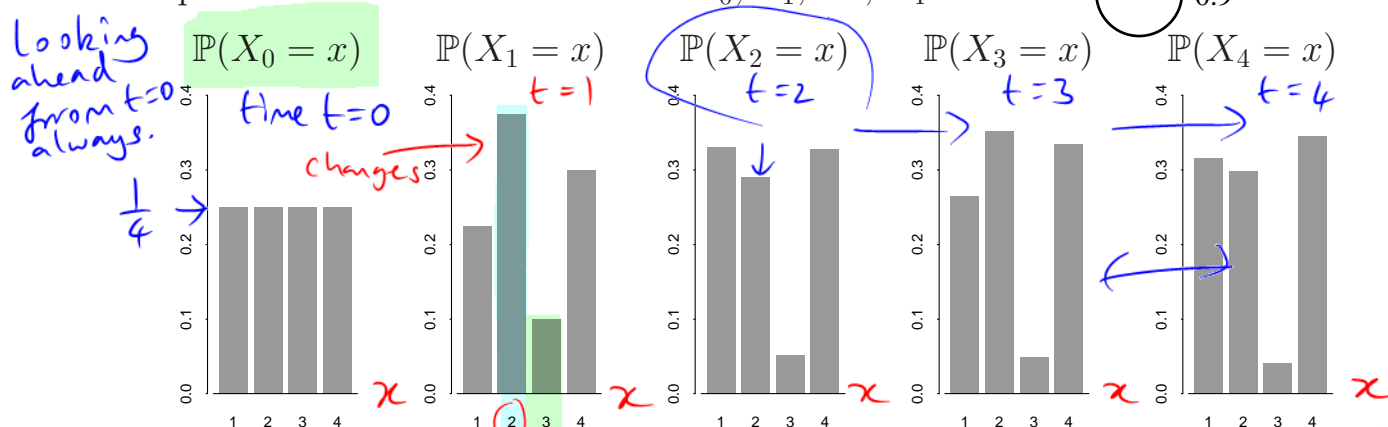 looking
ahead
from t=0
always.
ℙ(X₀ = x)
time t=0
1/4
0.4
0.3
0.2
0.1
0.0
1 2 3 4
x
changes
ℙ(X₁ = x)
t=1
0.4
0.3
0.2
0.1
0.0
1 2 3 4
x
ℙ(X₂ = x)
t=2
0.4
0.3
0.2
0.1
0.0
1 2 3 4
x
ℙ(X₃ = x)
t=3
0.4
0.3
0.2
0.1
0.0
1 2 3 4
x
ℙ(X₄ = x)
t=4
0.4
0.3
0.2
0.1
0.0
1 2 3 4
x